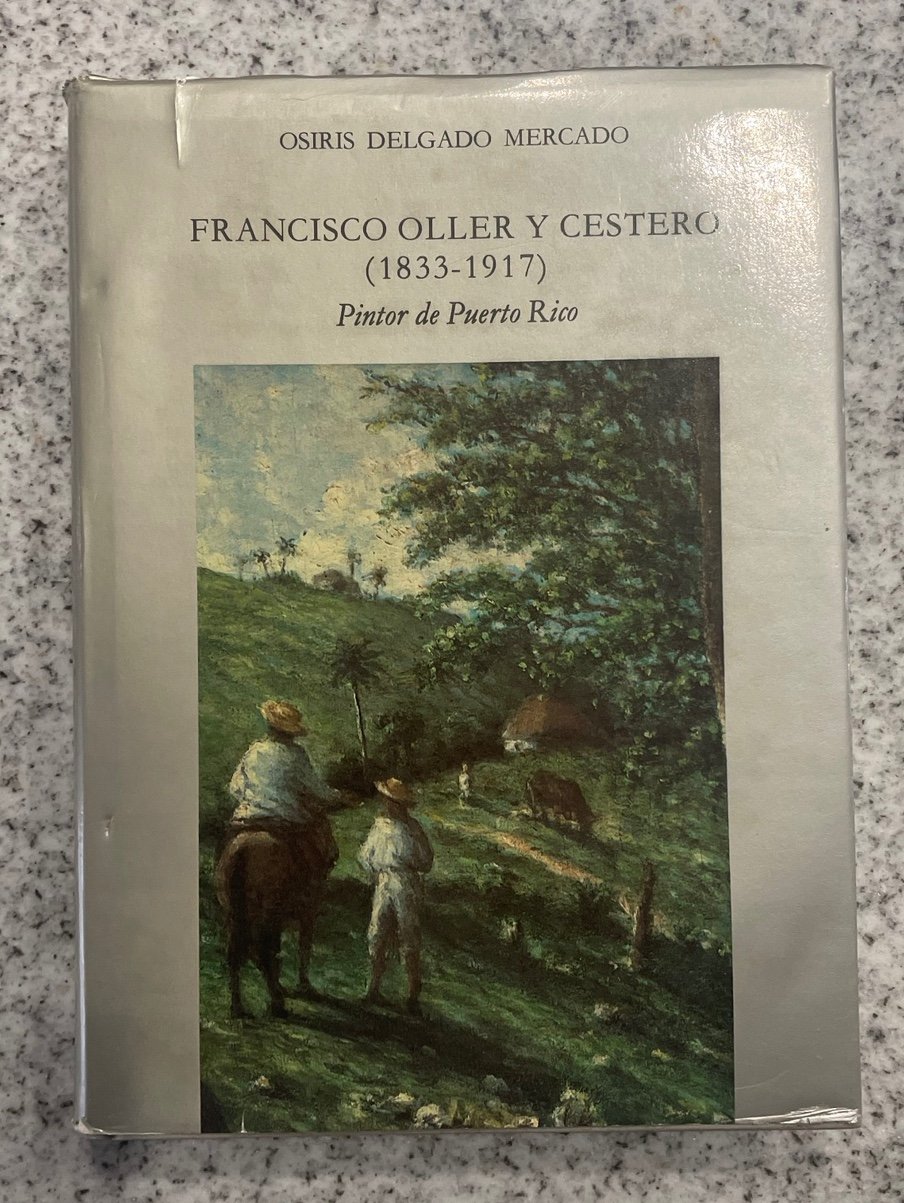 OSIRIS DELGADO MERCADO
FRANCISCO OLLER Y CESTERO
(1833-1917)
Pintor de Puerto Rico